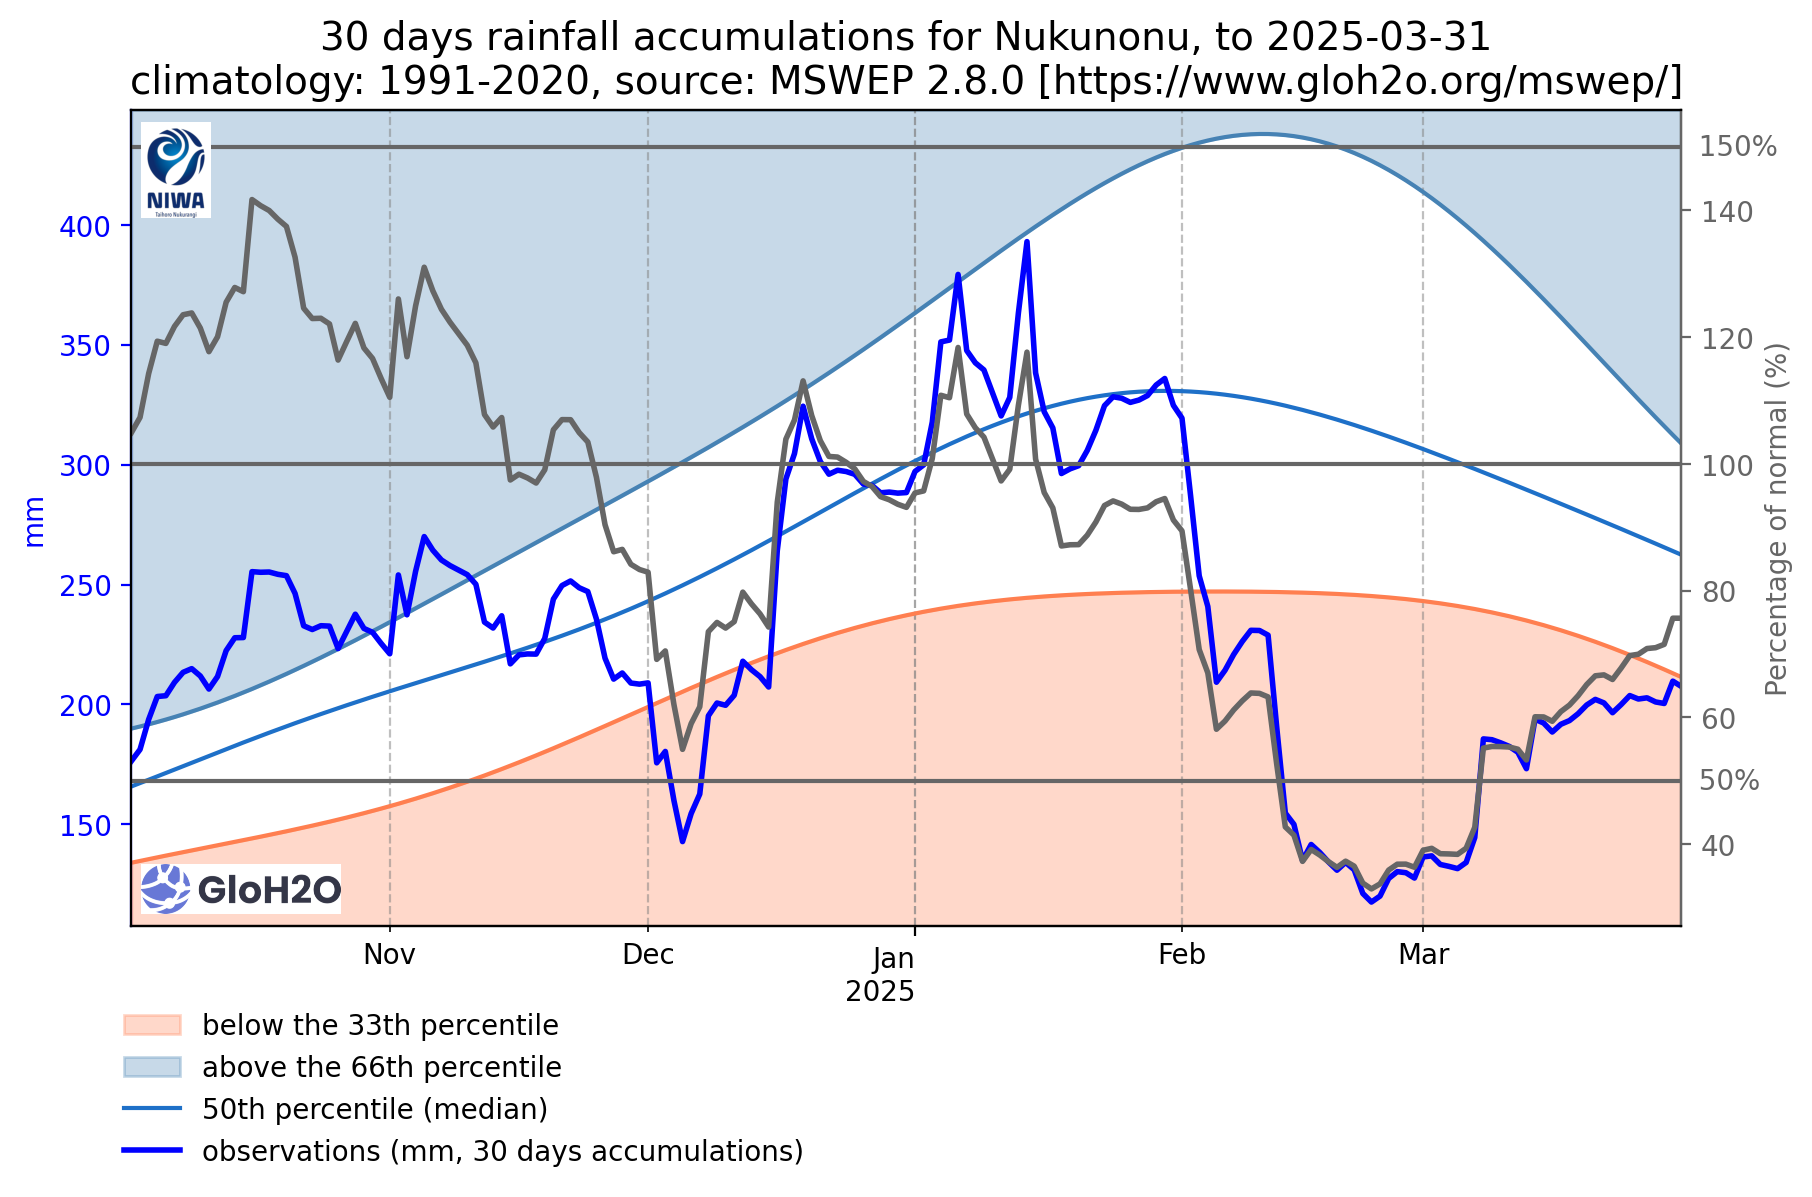 30 days rainfall accumulations for Nukunonu, to 2025-03-31
climatology: 1991-2020, source: MSWEP 2.8.0 [https://www.gloh2o.org/mswep/]
NIWA
Taihoro Nukurangi
400
350
300
250
200
150
mm
150%
140
120
100
80
60
50%
40
Percentage of normal (%)
GloH2O
Nov
Dec
Jan
2025
Feb
Mar
below the 33th percentile
above the 66th percentile
50th percentile (median)
observations (mm, 30 days accumulations)